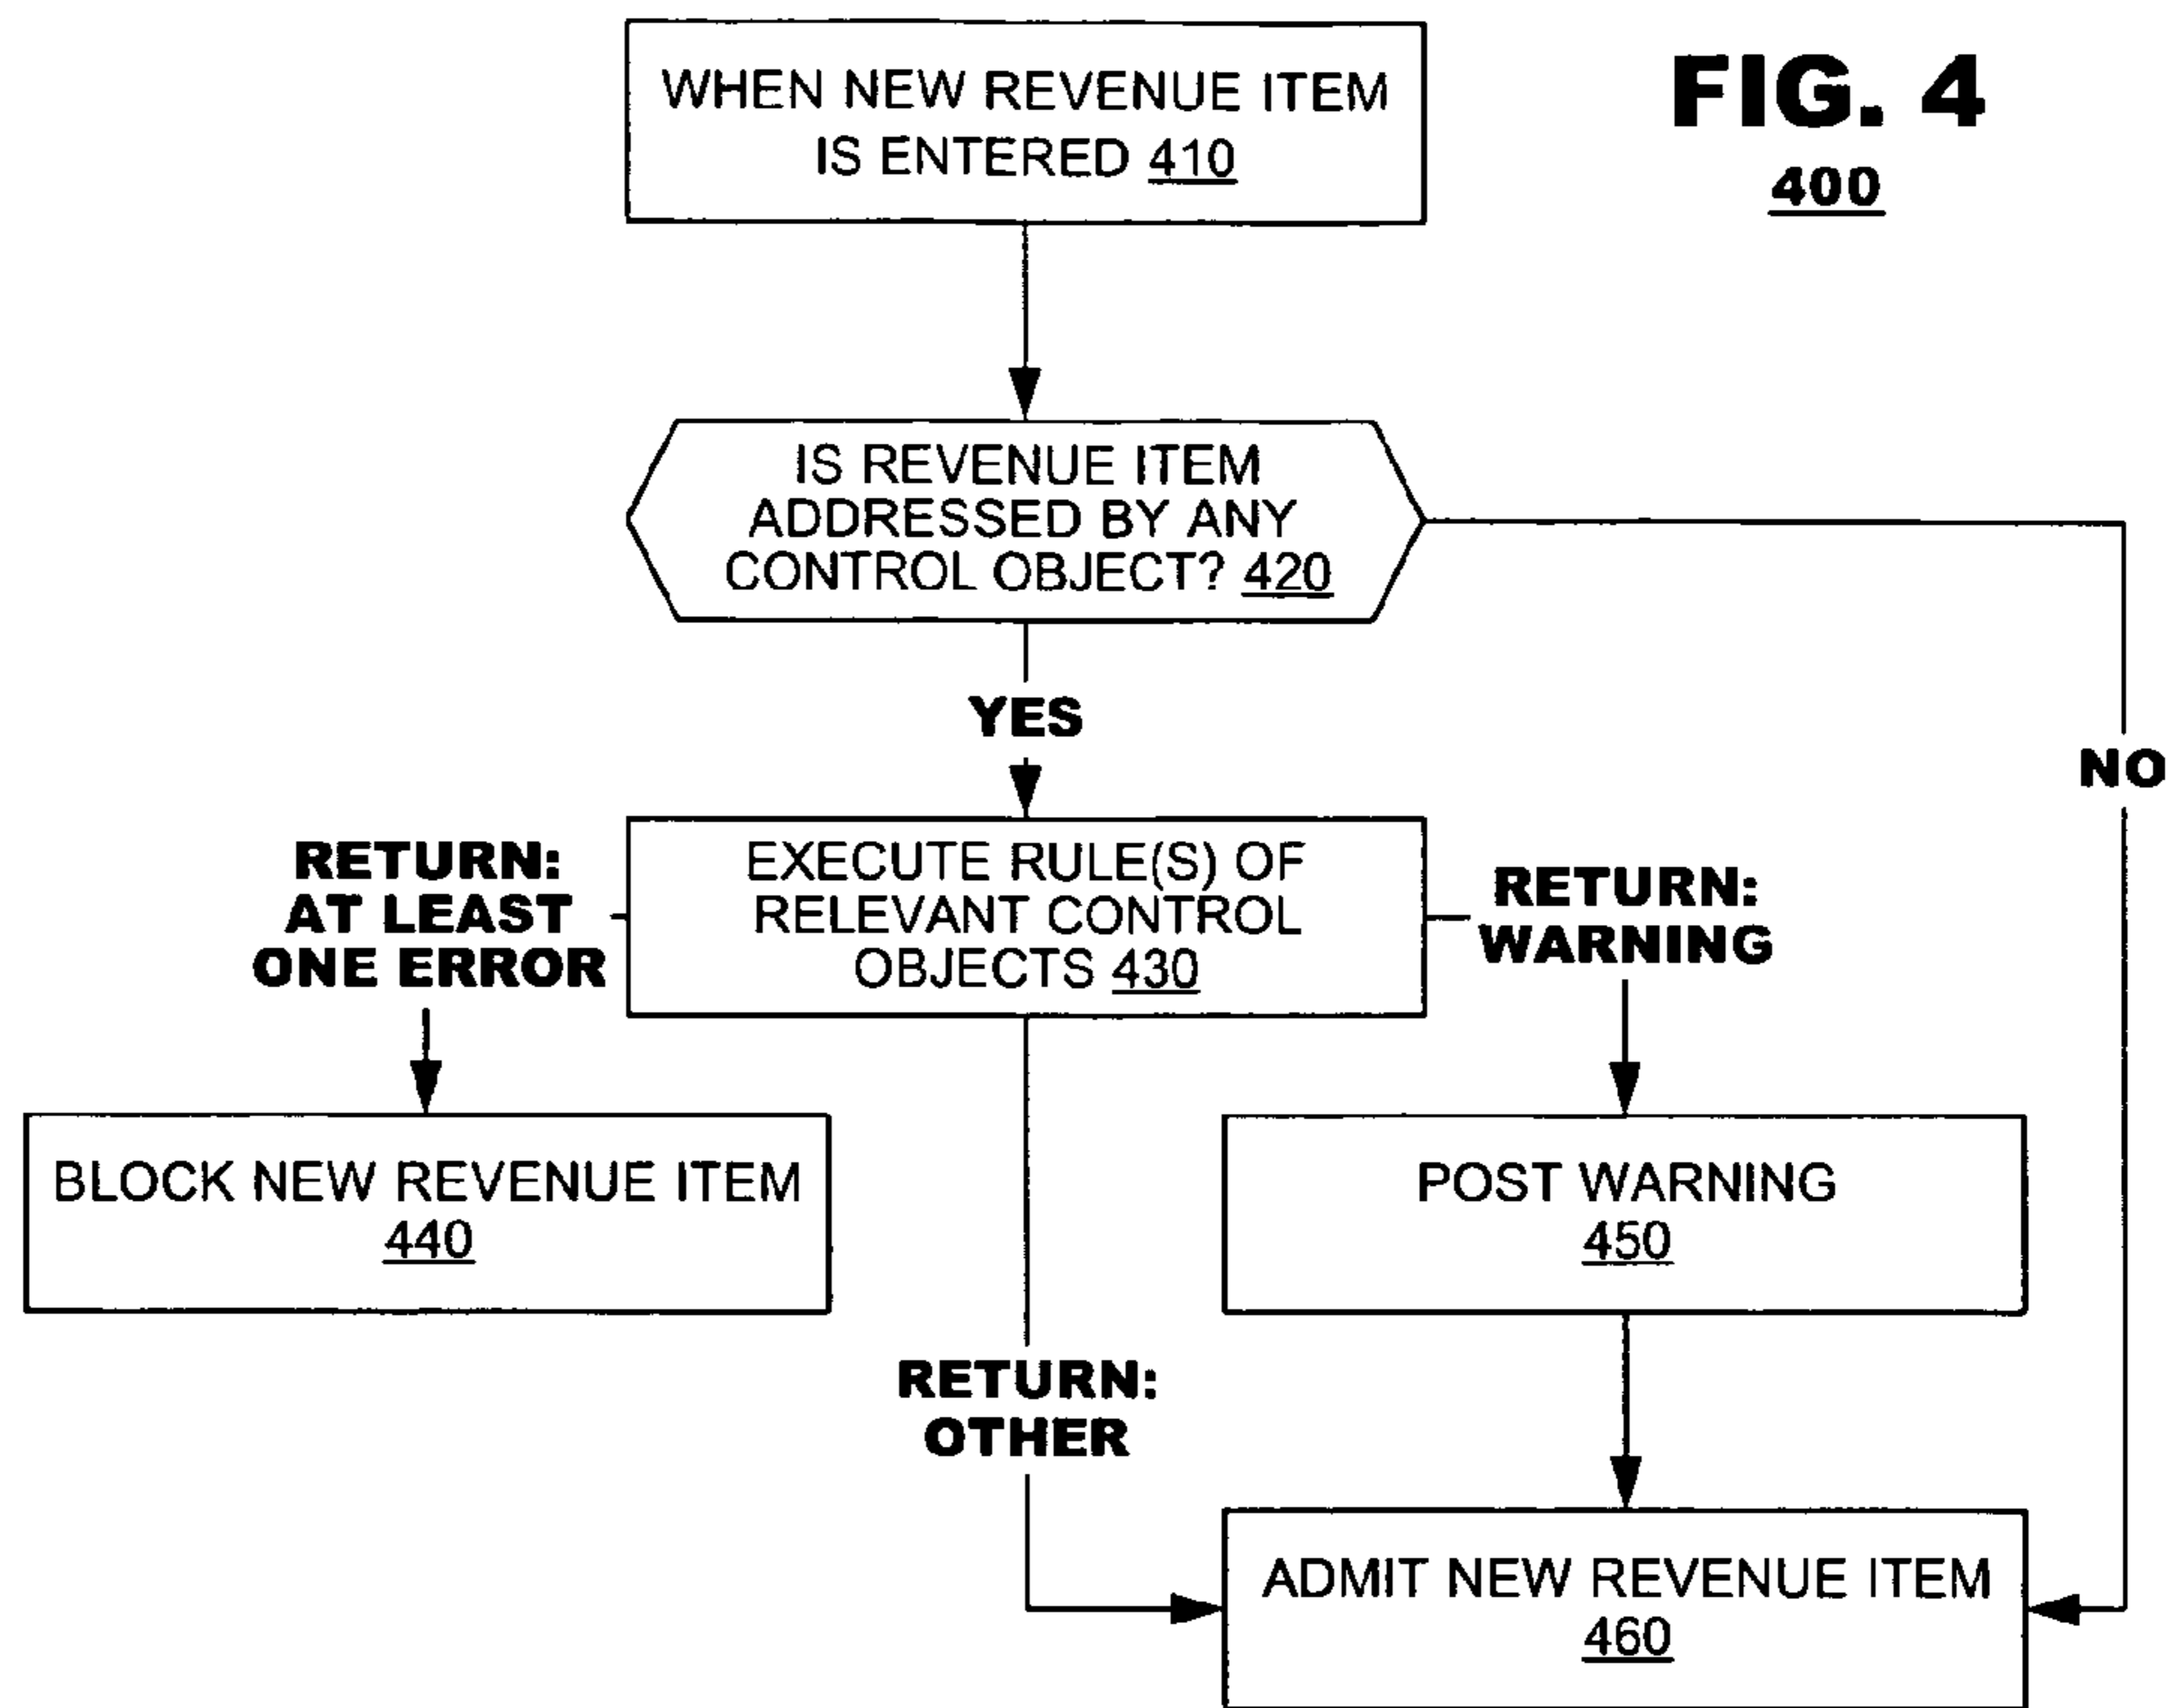 WHEN NEW REVENUE ITEM
IS ENTERED 410
FIG. 4
400
IS REVENUE ITEM
ADDRESSED BY ANY
CONTROL OBJECT? 420
YES
NO
RETURN:
AT LEAST
ONE ERROR
EXECUTE RULE(S) OF
RELEVANT CONTROL
OBJECTS 430
RETURN:
WARNING
BLOCK NEW REVENUE ITEM
440
POST WARNING
450
RETURN:
OTHER
ADMIT NEW REVENUE ITEM
460